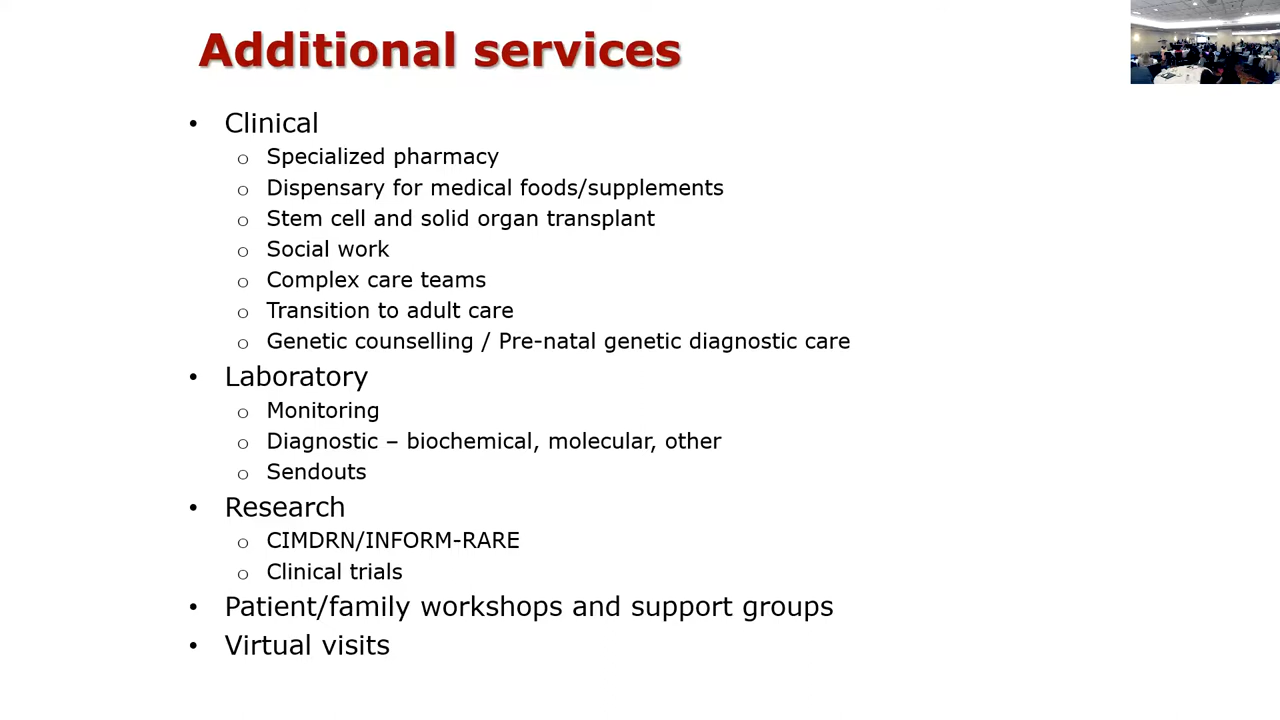 Additional services
• Clinical
o Specialized pharmacy
o Dispensary for medical foods/supplements
o Stem cell and solid organ transplant
o Social work
o Complex care teams
o Transition to adult care
o Genetic counselling / Pre-natal genetic diagnostic care
• Laboratory
o Monitoring
o Diagnostic – biochemical, molecular, other
o Sendouts
• Research
o CIMDRN/INFORM-RARE
o Clinical trials
• Patient/family workshops and support groups
• Virtual visits